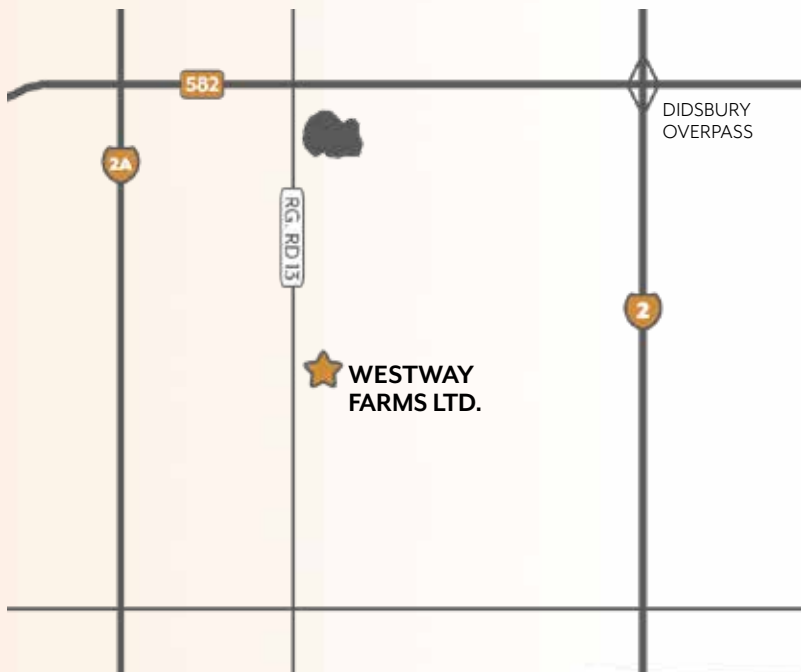 582
DIDSBURY
OVERPASS
2A
RG. RD 13
2
WESTWAY
FARMS LTD.